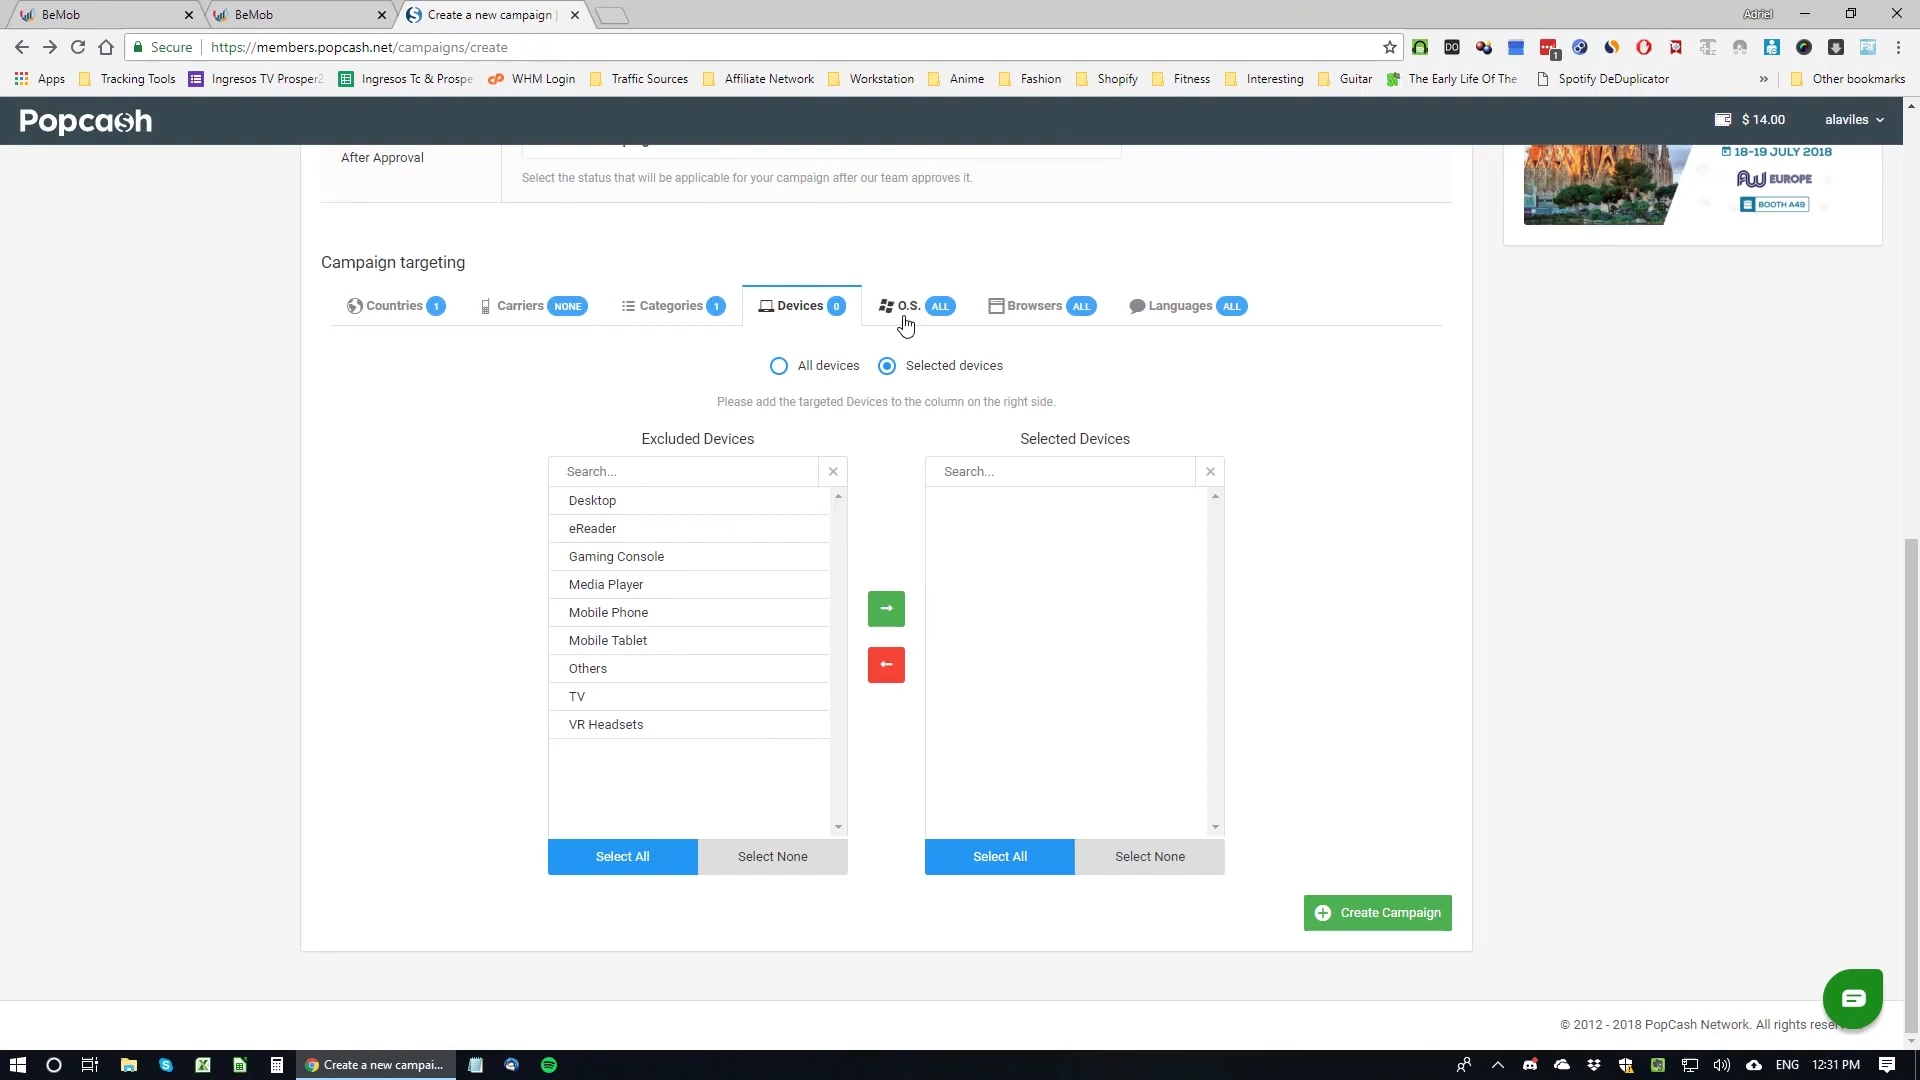 BeMob
BeMob
Create a new campaign |
Adriel
Secure
https://members.popcash.net/campaigns/create
DO
1
Apps
Tracking Tools
Ingresos TV Prosper2
Ingresos Tc & Prospe
WHM Login
Traffic Sources
Affiliate Network
Workstation
Anime
Fashion
Shopify
Fitness
Interesting
Guitar
The Early Life Of The
Spotify DeDuplicator
»
Other bookmarks
Popcash
$ 14.00
alaviles
After Approval
Select the status that will be applicable for your campaign after our team approves it.
18-19 JULY 2018
EUROPE
BOOTH A49
Campaign targeting
Countries 1
Carriers NONE
Categories 1
Devices 0
O.S. ALL
Browsers ALL
Languages ALL
All devices
Selected devices
Please add the targeted Devices to the column on the right side.
Excluded Devices
Selected Devices
Search...
Search...
Desktop
eReader
Gaming Console
Media Player
Mobile Phone
Mobile Tablet
Others
TV
VR Headsets
Select All
Select None
Select All
Select None
Create Campaign
© 2012 - 2018 PopCash Network. All rights
Create a new campai...
ENG
12:31 PM